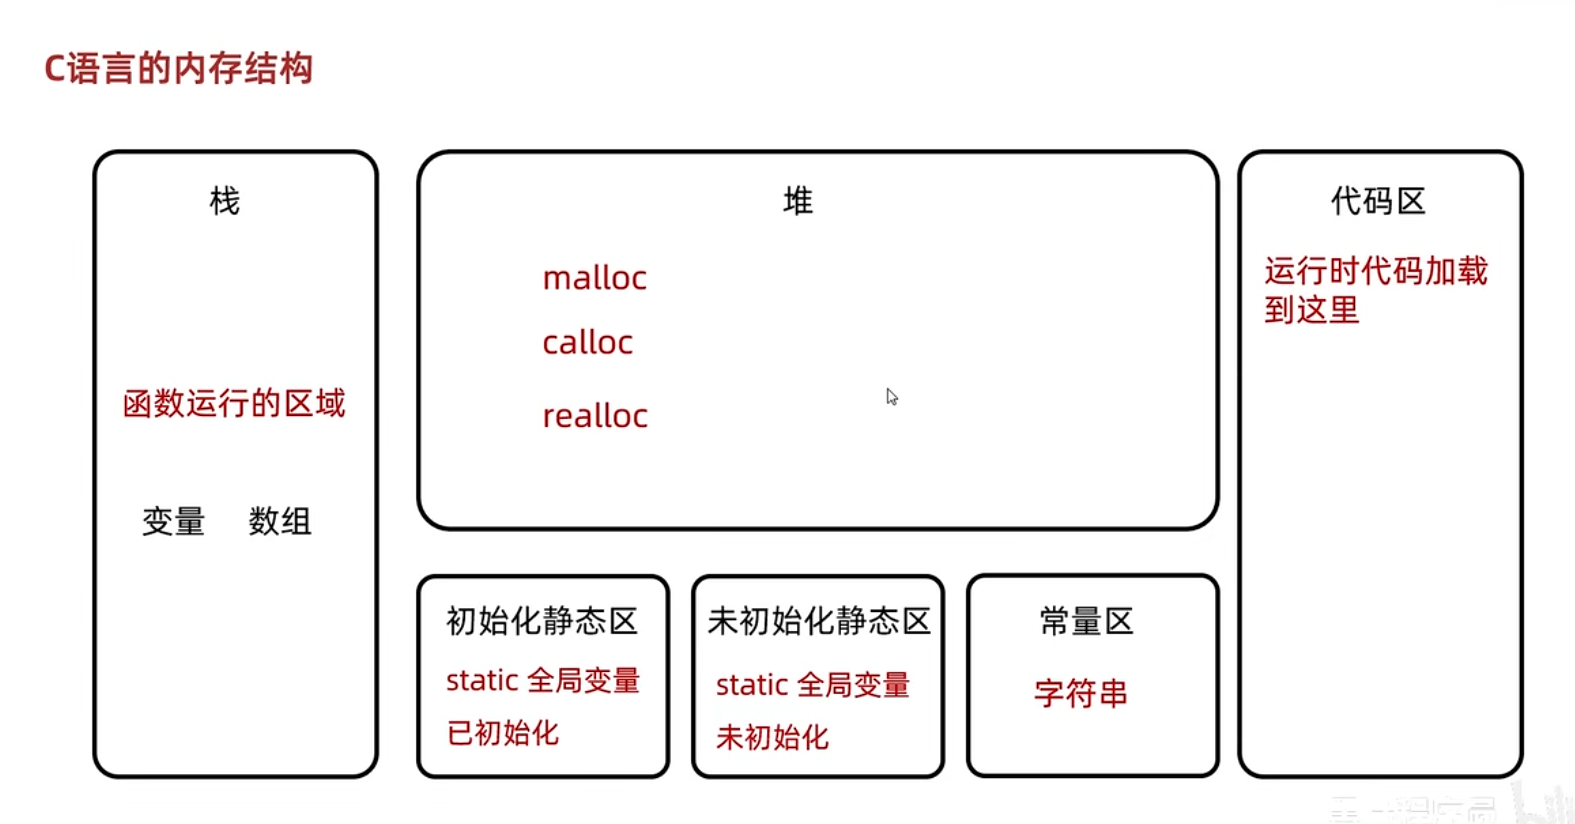 C语言的内存结构
栈
函数运行的区域
变量 数组
堆
malloc
calloc
realloc
代码区
运行时代码加载
到这里
初始化静态区
static 全局变量
已初始化
未初始化静态区
static 全局变量
未初始化
常量区
字符串